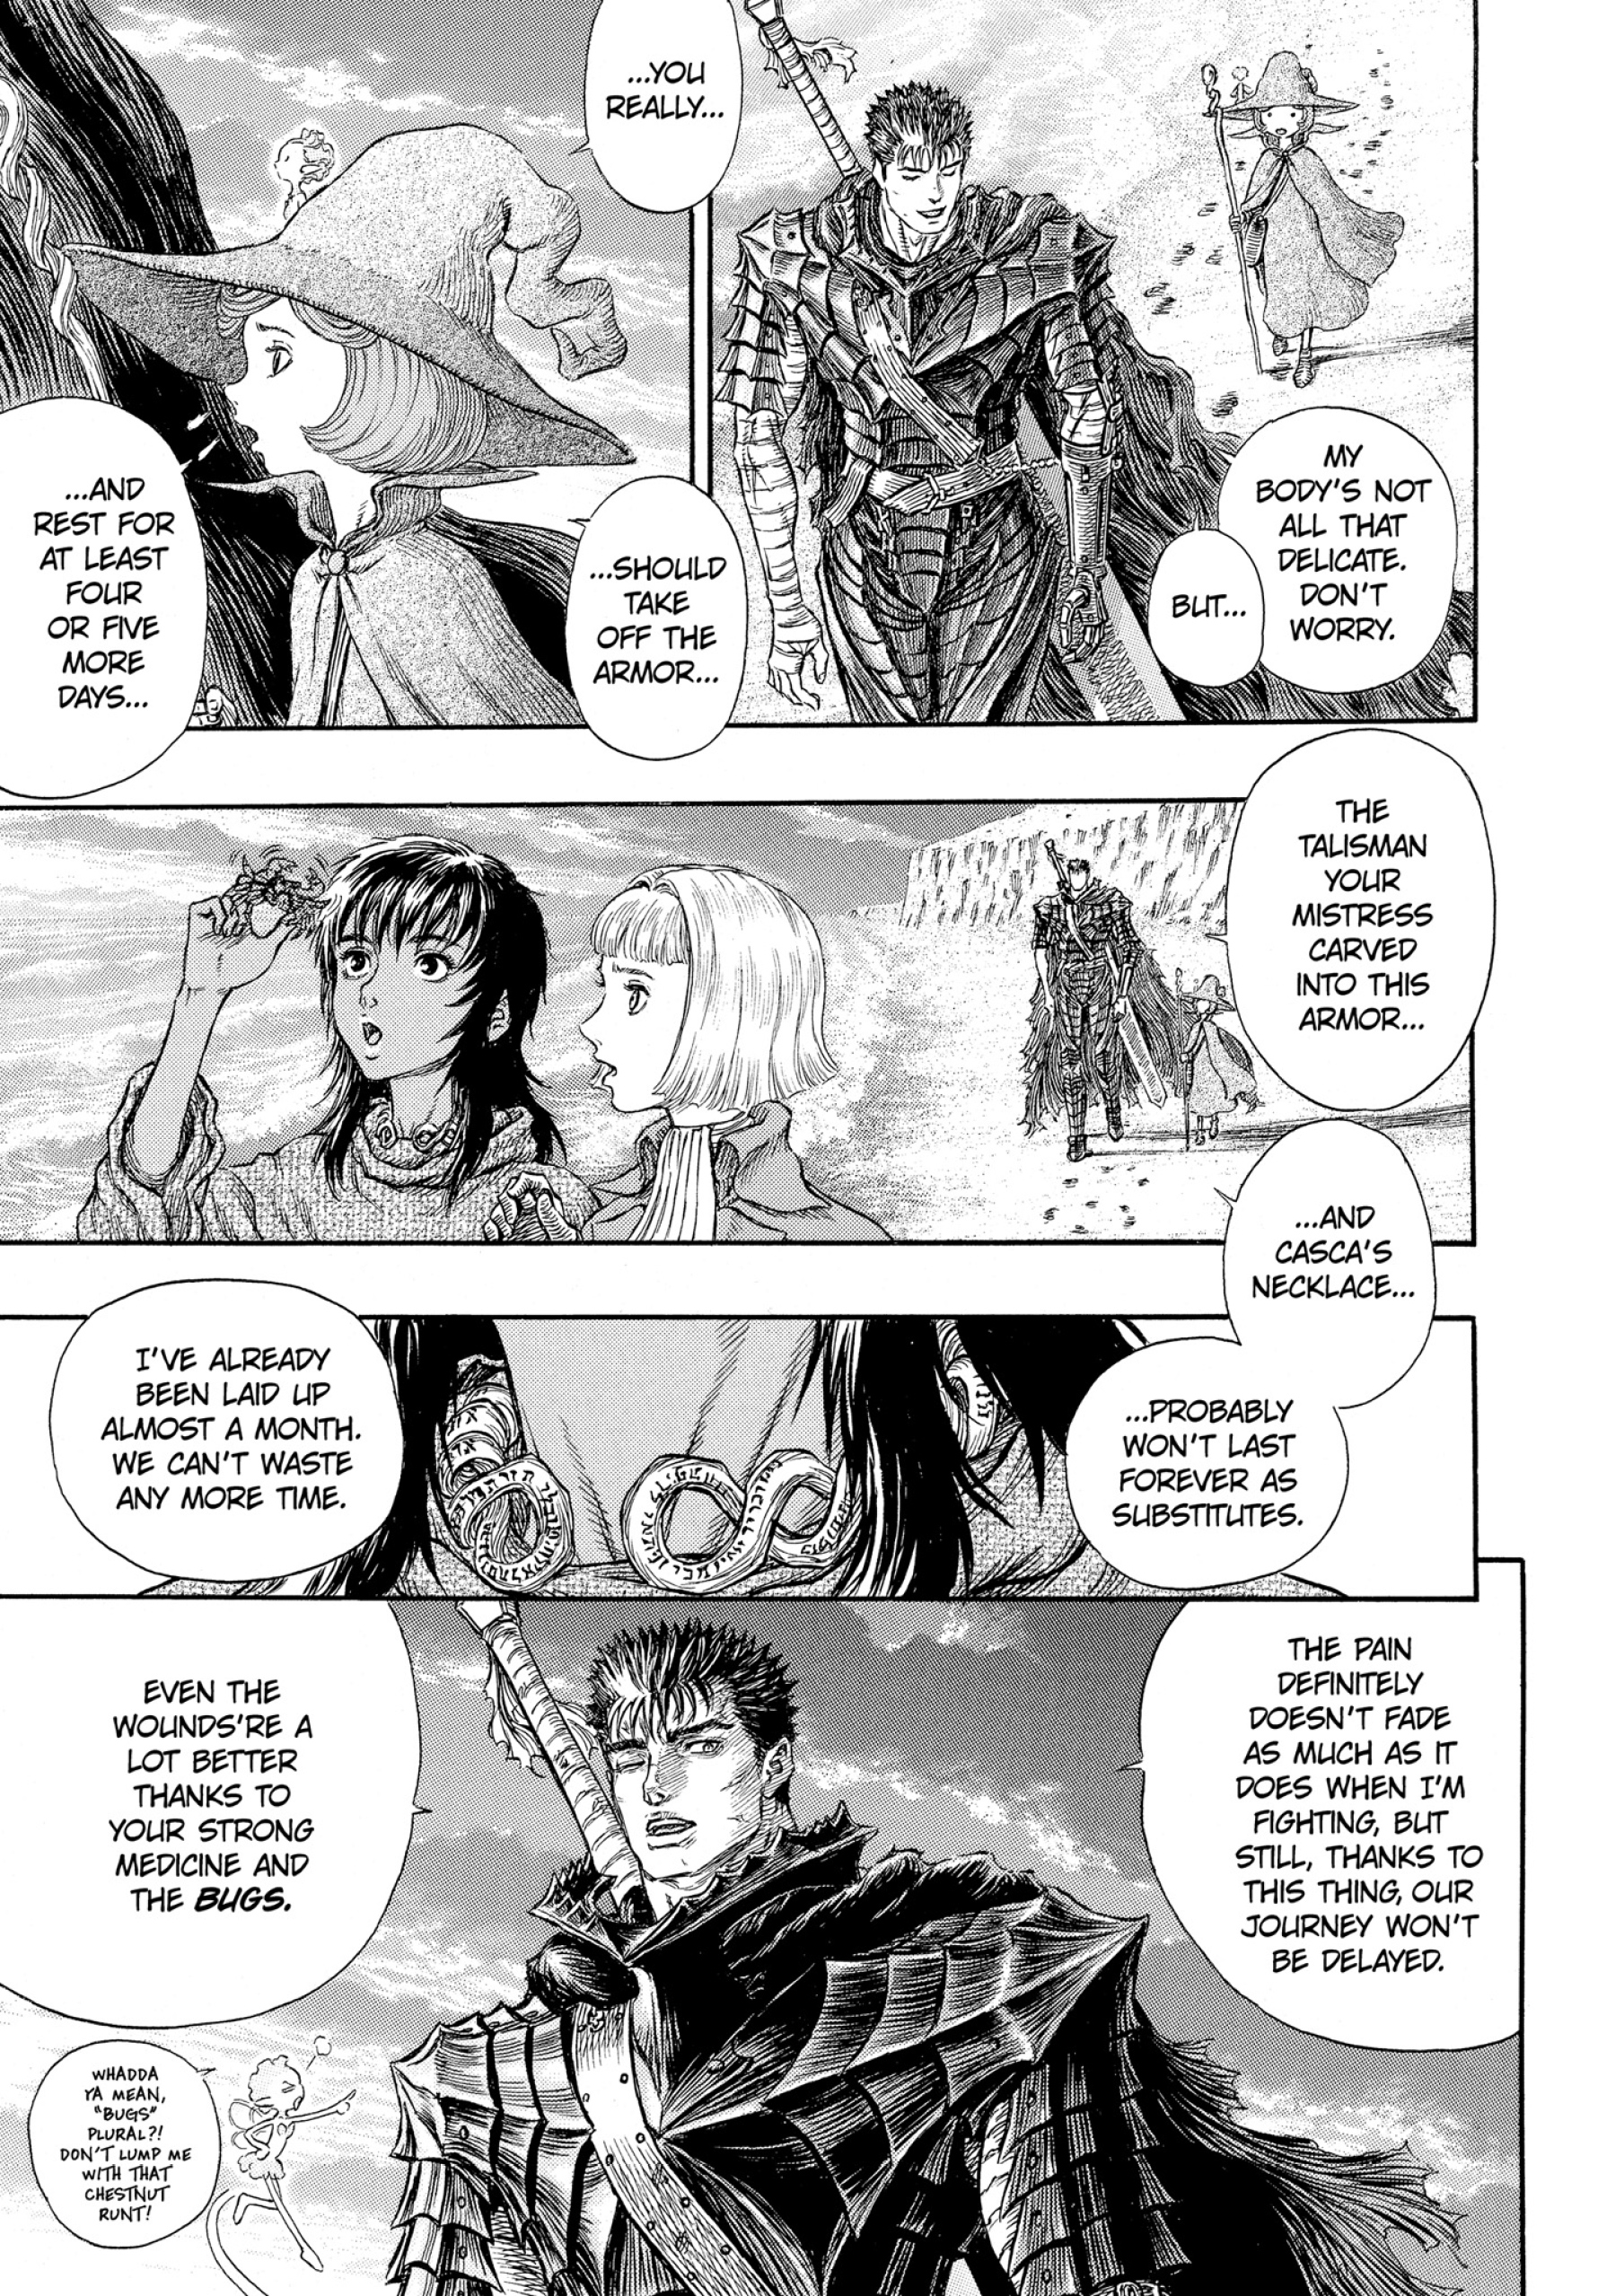 MY
BODY'S NOT
ALL THAT
DELICATE.
DON'T
WORRY.
BUT...
...YOU
REALLY...
...SHOULD
TAKE
OFF THE
ARMOR...
...AND
REST FOR
AT LEAST
FOUR
OR FIVE
MORE
DAYS...
THE
TALISMAN
YOUR
MISTRESS
CARVED
INTO THIS
ARMOR...
...AND
CASCA'S
NECKLACE...
...PROBABLY
WON'T LAST
FOREVER AS
SUBSTITUTES.
I'VE ALREADY
BEEN LAID UP
ALMOST A MONTH.
WE CAN'T WASTE
ANY MORE TIME.
THE PAIN
DEFINITELY
DOESN'T FADE
AS MUCH AS IT
DOES WHEN I'M
FIGHTING, BUT
STILL, THANKS TO
THIS THING, OUR
JOURNEY WON'T
BE DELAYED.
EVEN THE
WOUNDS'RE A
LOT BETTER
THANKS TO
YOUR STRONG
MEDICINE AND
THE BUGS.
WHADDA
YA MEAN,
"BUGS"
PLURAL?!
DON'T LUMP ME
WITH THAT
CHESTNUT
RUNT!